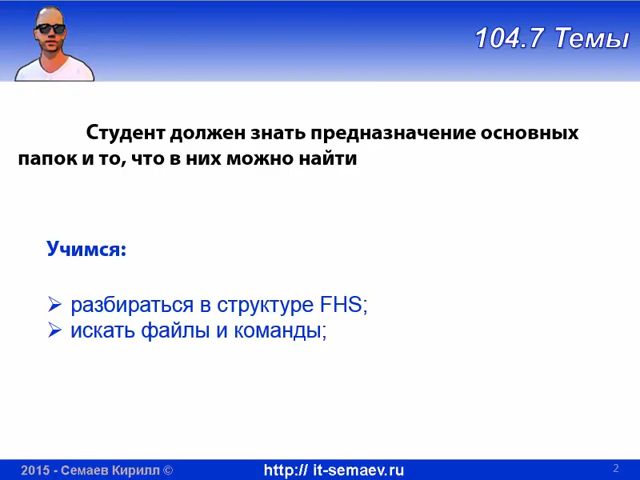 104.7 Темы
Студент должен знать предназначение основных
папок и то, что в них можно найти
Учимся:
разбираться в структуре FHS;
искать файлы и команды;
2015 - Семаев Кирилл © http:// it-semaev.ru 2